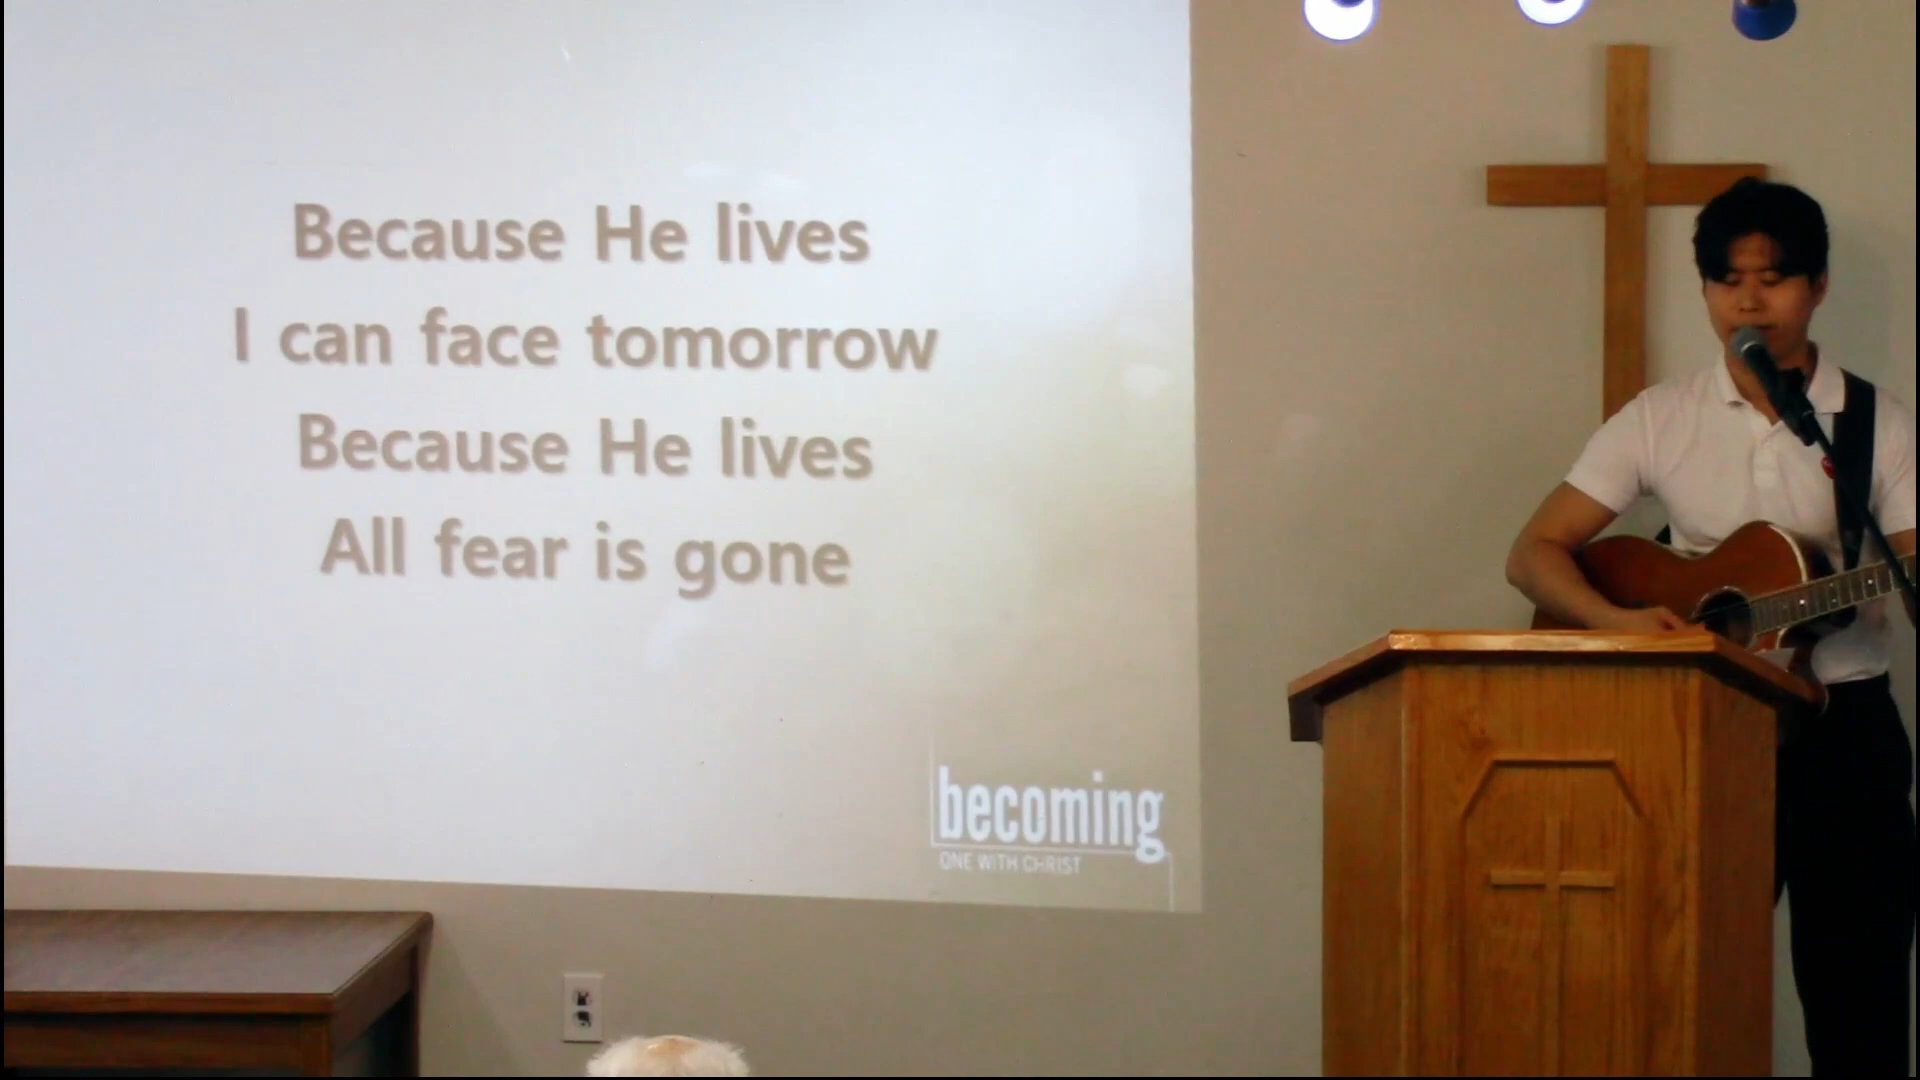 Because He lives
I can face tomorrow
Because He lives
All fear is gone
becoming
ONE WITH CHRIST